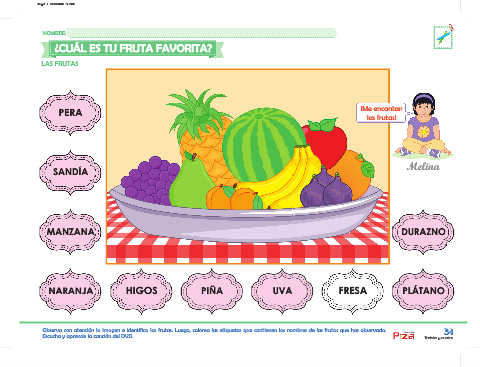 NOMBRE:
¿CUÁL ES TU FRUTA FAVORITA?
LAS FRUTAS
PERA
¡Me encantan
las frutas!
SANDÍA
Melina
MANZANA
DURAZNO
NARANJA
HIGOS
PIÑA
UVA
FRESA
PLÁTANO
Observa con atención la imagen e identifica las frutas. Luego, colorea las etiquetas que contienen los nombres de las frutas que has observado.
Escucha y aprende la canción del DVD.